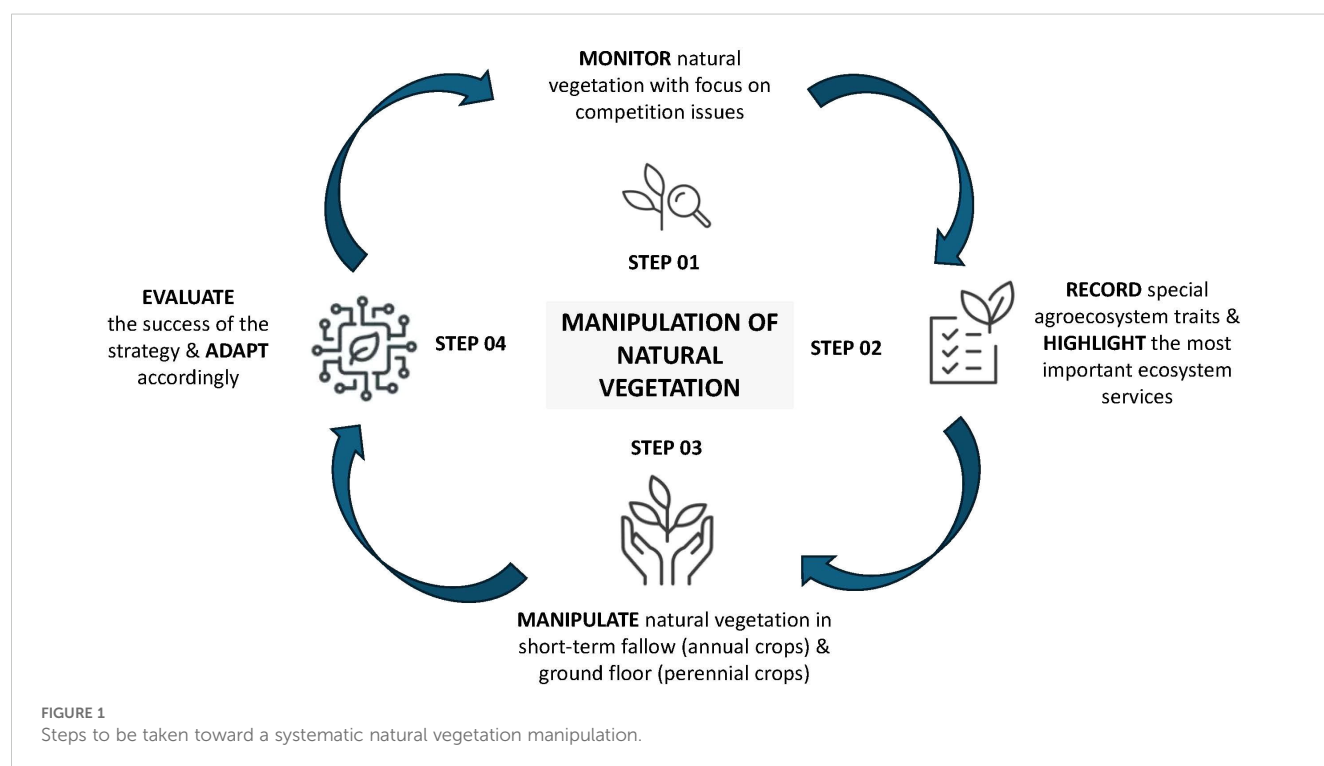 MONITOR natural
vegetation with focus on
competition issues
STEP 01
RECORD special
agroecosystem traits &
HIGHLIGHT the most
important ecosystem
services
STEP 02
MANIPULATION OF
NATURAL
VEGETATION
EVALUATE
the success of the
strategy & ADAPT
accordingly
STEP 04
STEP 03
MANIPULATE natural vegetation in
short-term fallow (annual crops) &
ground floor (perennial crops)
FIGURE 1
Steps to be taken toward a systematic natural vegetation manipulation.